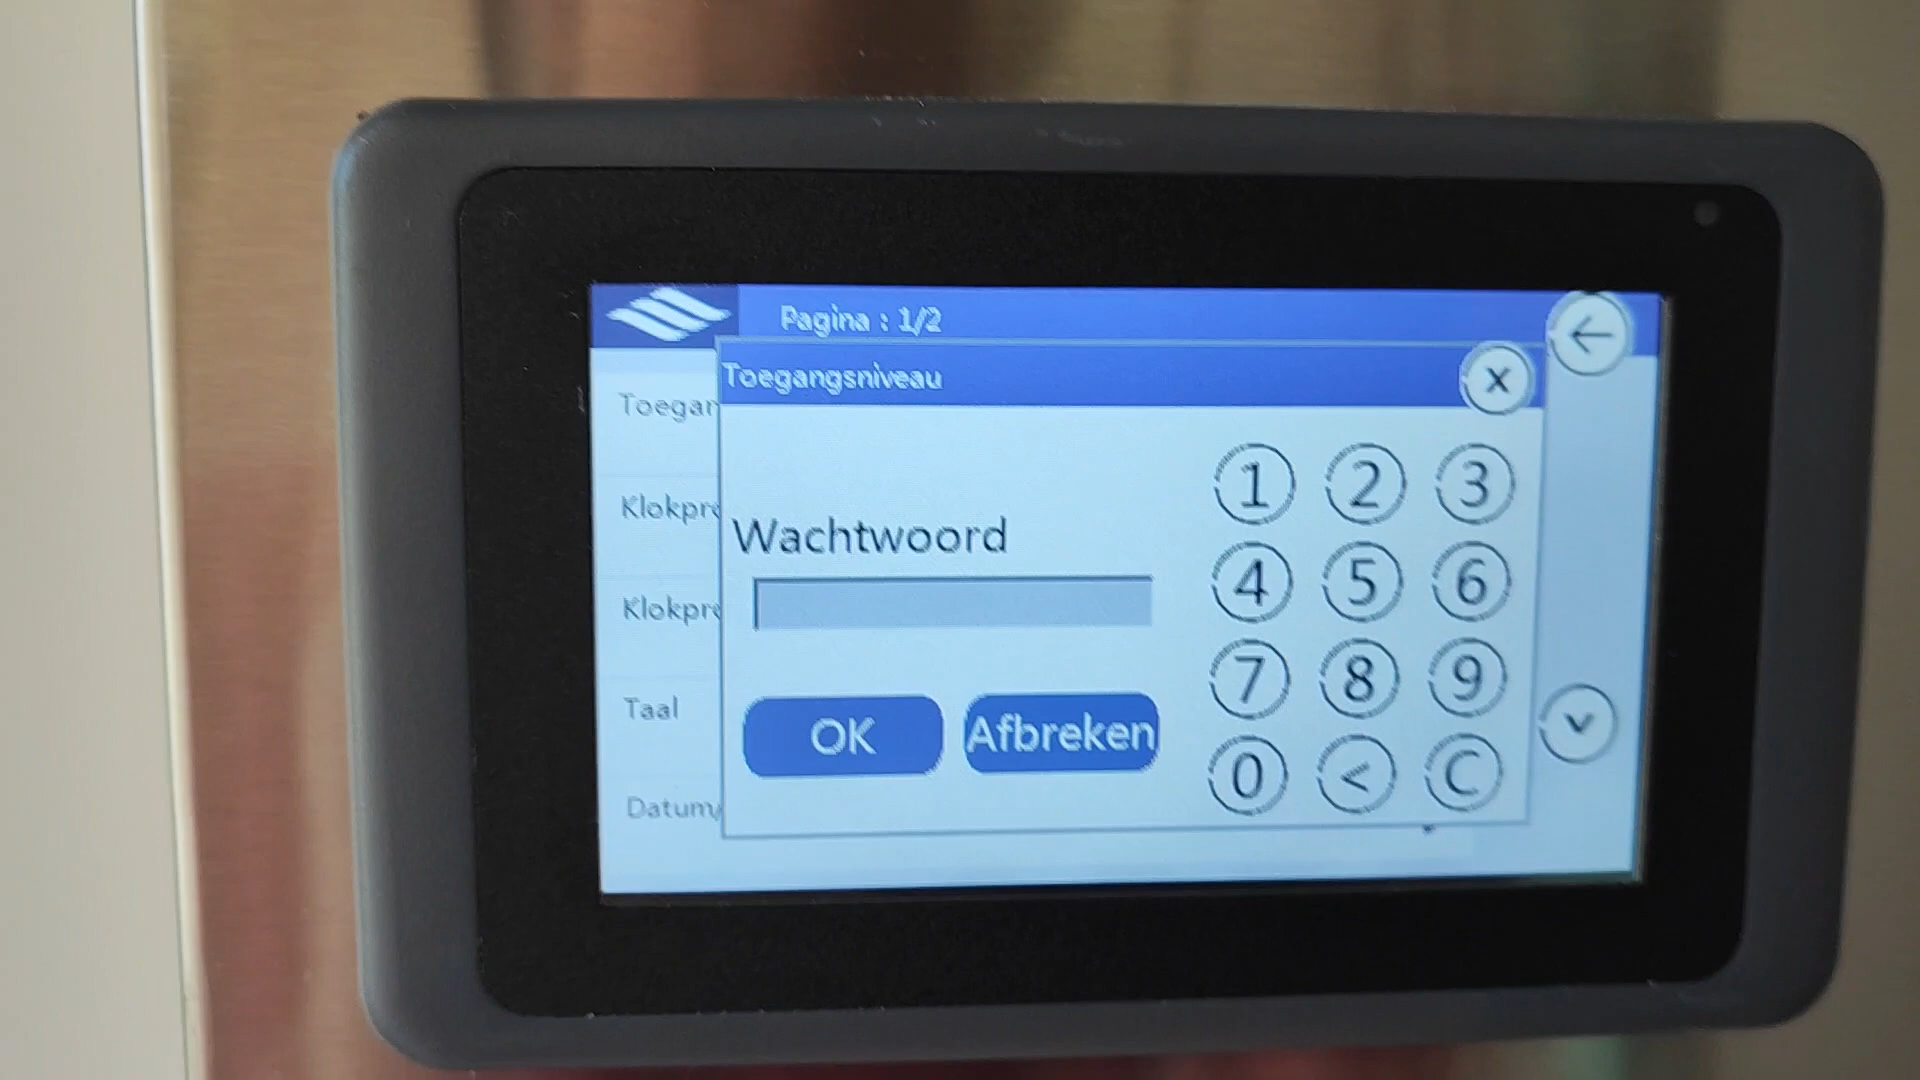 Pagina : 1/2
Toegangsniveau
x
Toegan
Klokpre
Klokpre
Taal
Datum/
Wachtwoord
OK
Afbreken
1 2 3
4 5 6
7 8 9
0 < C